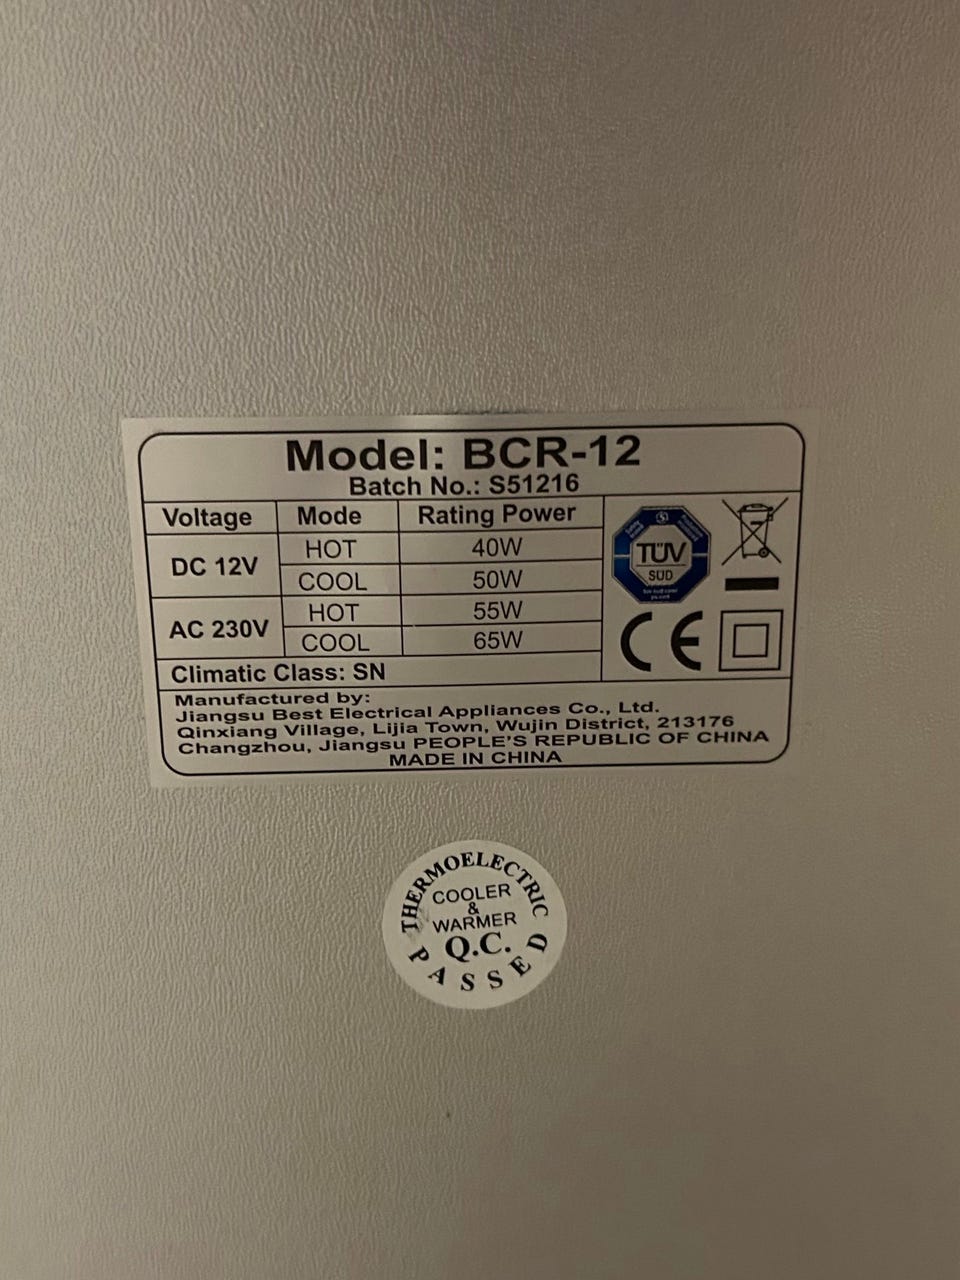 Model: BCR-12
Batch No.: S51216
Voltage Mode Rating Power
DC 12V
HOT 40W
COOL 50W
AC 230V
HOT 55W
COOL 65W
Climatic Class: SN
TÜV
SÜD
CE
Manufactured by:
Jiangsu Best Electrical Appliances Co., Ltd.
Qinxiang Village, Lijia Town, Wujin District, 213176
Changzhou, Jiangsu PEOPLE'S REPUBLIC OF CHINA
MADE IN CHINA
THERMOELECTRIC
COOLER
&
WARMER
Q.C.
PASSED